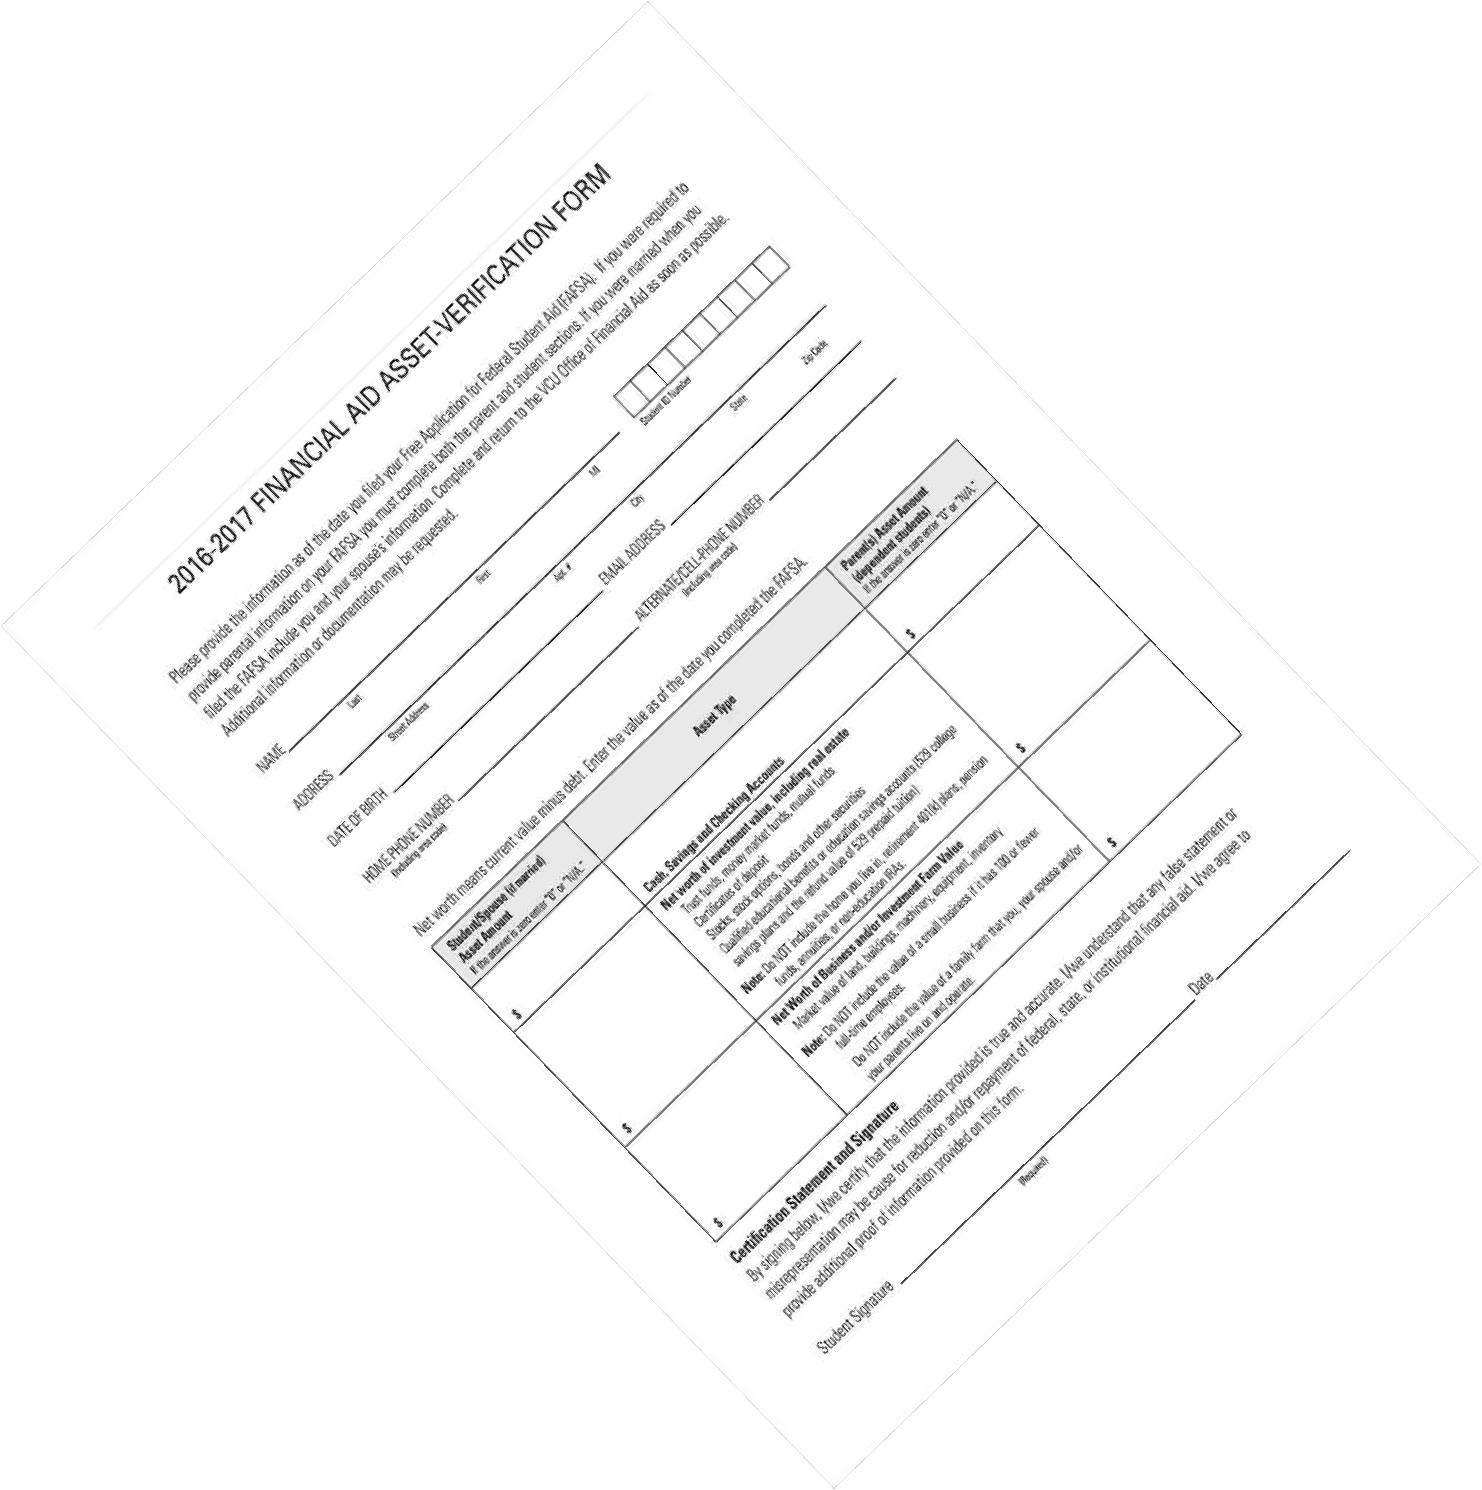 2016-2017 FINANCIAL AID ASSET-VERIFICATION FORM
Please provide the information as of the date you filed your Free Application for Federal Student Aid (FAFSA). If you were required to
provide parental information on your FAFSA you must complete both the parent and student sections. If you were married when you
filed the FAFSA include you and your spouse's information. Complete and return to the VCU Office of Financial Aid as soon as possible.
Additional information or documentation may be requested.
NAME
Last First MI Student ID Number
ADDRESS
Street Address Apt. # City State Zip Code
DATE OF BIRTH EMAIL ADDRESS
HOME PHONE NUMBER ALTERNATE/CELL-PHONE NUMBER
(Including area code) (Including area code)
Net worth means current value minus debt. Enter the value as of the date you completed the FAFSA.
Student/Spouse (if married)
Asset Amount
If the answer is zero enter "0" or "N/A."
Asset Type
Parent(s) Asset Amount
(dependent students)
If the answer is zero enter "0" or "N/A."
$
Cash, Savings and Checking Accounts
$
$
Net worth of investment value, including real estate
Trust funds, money market funds, mutual funds
Certificates of deposit
Stocks, stock options, bonds and other securities
Qualified educational benefits or education savings accounts (529 college
savings plans and the refund value of 529 prepaid tuition)
Note: Do NOT include the home you live in, retirement 401(k) plans, pension
funds, annuities, or non-education IRAs.
$
$
Net Worth of Business and/or Investment Farm Value
Market value of land, buildings, machinery, equipment, inventory
Note: Do NOT include the value of a small business if it has 100 or fewer
full-time employees.
Do NOT include the value of a family farm that you, your spouse and/or
your parents live on and operate.
$
Certification Statement and Signature
By signing below, I/we certify that the information provided is true and accurate. I/we understand that any false statement or
misrepresentation may be cause for reduction and/or repayment of federal, state, or institutional financial aid. I/we agree to
provide additional proof of information provided on this form.
Student Signature Date
(Required)